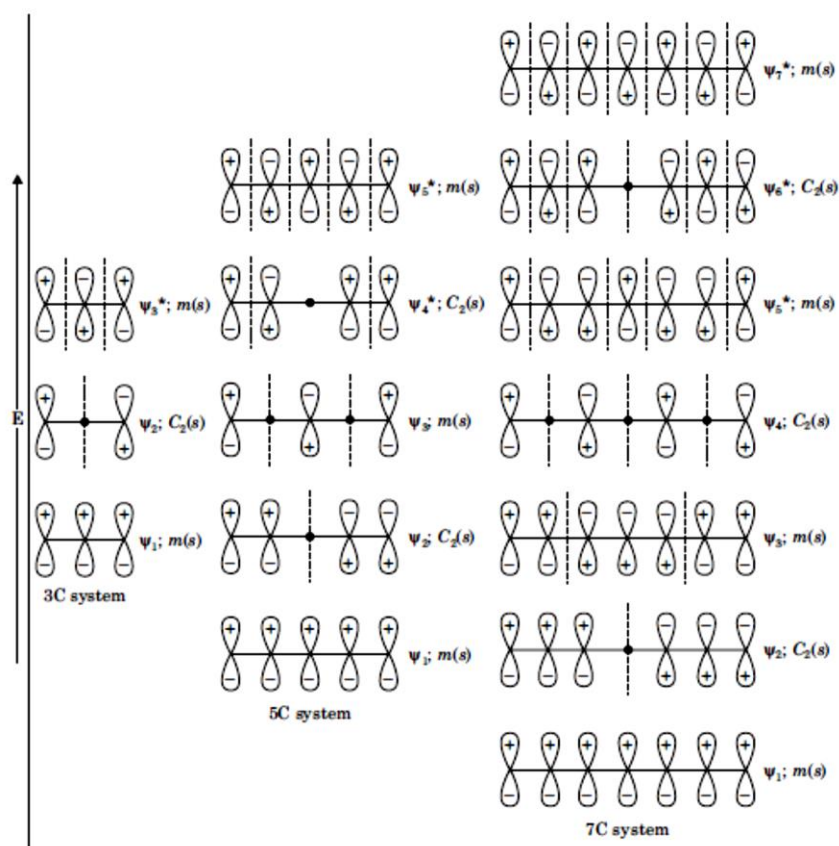 + − + − + − +
ψ₇*; m(s)
− + − + − + −
+ − + − +
ψ₅*; m(s)
− + − + −
+ − + − + −
ψ₆*; C₂(s)
− + − + − +
+ − +
ψ₃*; m(s)
− + −
+ − + +
ψ₄*; C₂(s)
− + − −
+ − − + − − +
ψ₅*; m(s)
− + + − + + −
E
+ −
ψ₂; C₂(s)
− +
+ − +
ψ₃; m(s)
− + −
+ − + −
ψ₄; C₂(s)
− + − +
+ + +
ψ₁; m(s)
− − −
3C system
+ + − −
ψ₂; C₂(s)
− − + +
+ + − − − + +
ψ₃; m(s)
− − + + + − −
+ + + + +
ψ₁; m(s)
− − − − −
5C system
+ + + − − −
ψ₂; C₂(s)
− − − + + +
+ + + + + + +
ψ₁; m(s)
− − − − − − −
7C system